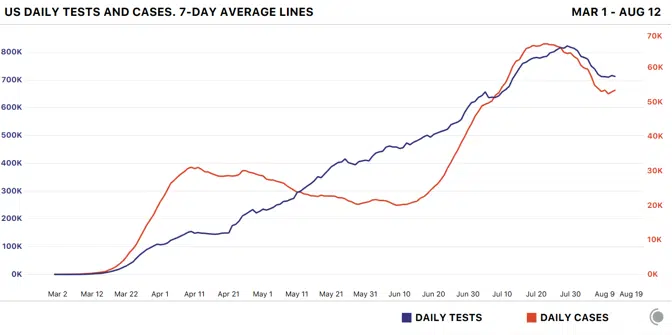 US DAILY TESTS AND CASES. 7-DAY AVERAGE LINES MAR 1 - AUG 12
70K
800K
60K
700K
600K
50K
500K
40K
400K
30K
300K
20K
200K
10K
100K
0K 0K
Mar 2 Mar 12 Mar 22 Apr 1 Apr 11 Apr 21 May 1 May 11 May 21 May 31 Jun 10 Jun 20 Jun 30 Jul 10 Jul 20 Jul 30 Aug 9 Aug 19
DAILY TESTS DAILY CASES